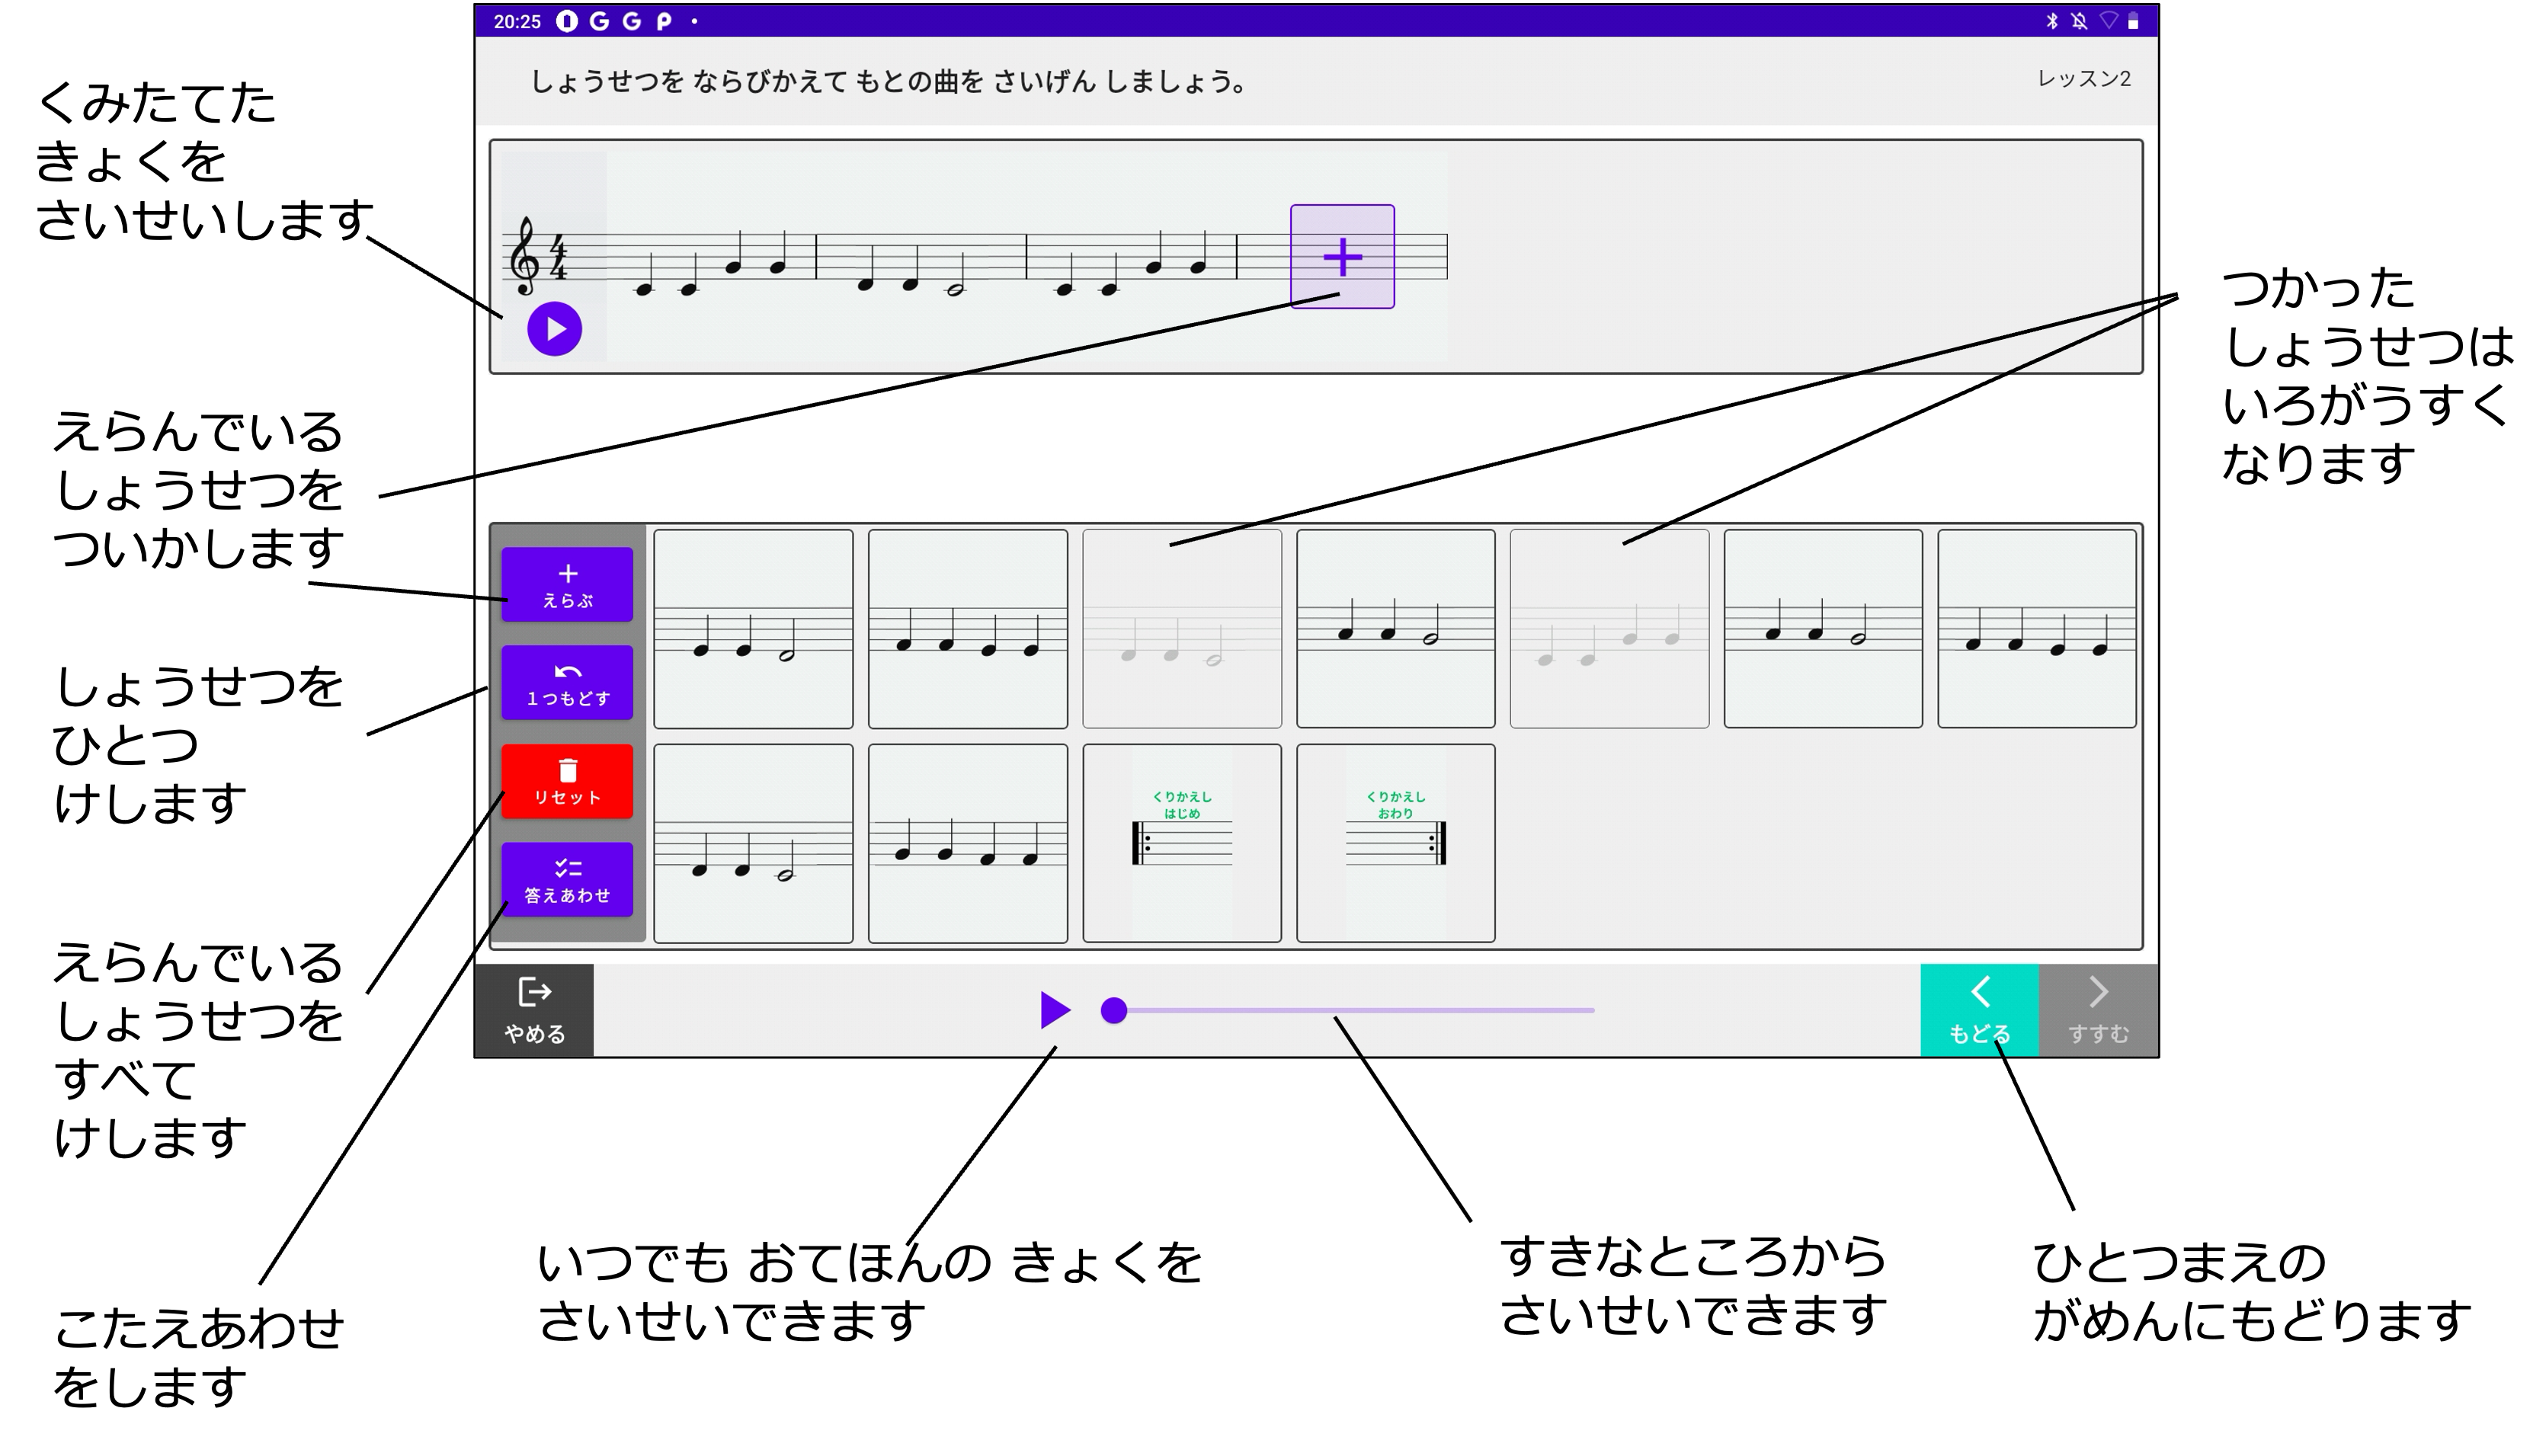 20:25
しょうせつを ならびかえて もとの曲を さいげん しましょう。
レッスン2
くみたてた
きょくを
さいせいします
えらんでいる
しょうせつを
ついかします
しょうせつを
ひとつ
けします
えらんでいる
しょうせつを
すべて
けします
こたえあわせ
をします
つかった
しょうせつは
いろがうすく
なります
えらぶ
1つもどす
リセット
答えあわせ
くりかえし
はじめ
くりかえし
おわり
やめる
もどる
すすむ
いつでも おてほんの きょくを
さいせいできます
すきなところから
さいせいできます
ひとつまえの
がめんにもどります